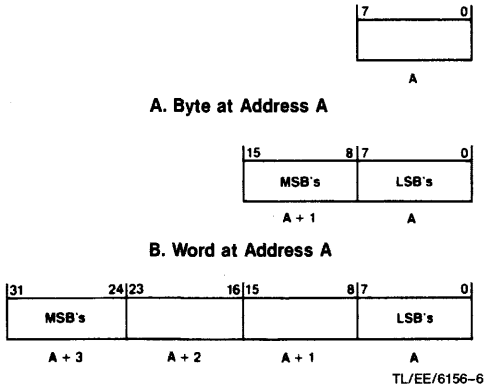 7 0
A
A. Byte at Address A
15 8 7 0
MSB's LSB's
A + 1 A
B. Word at Address A
31 24 23 16 15 8 7 0
MSB's LSB's
A + 3 A + 2 A + 1 A
TL/EE/6156–6